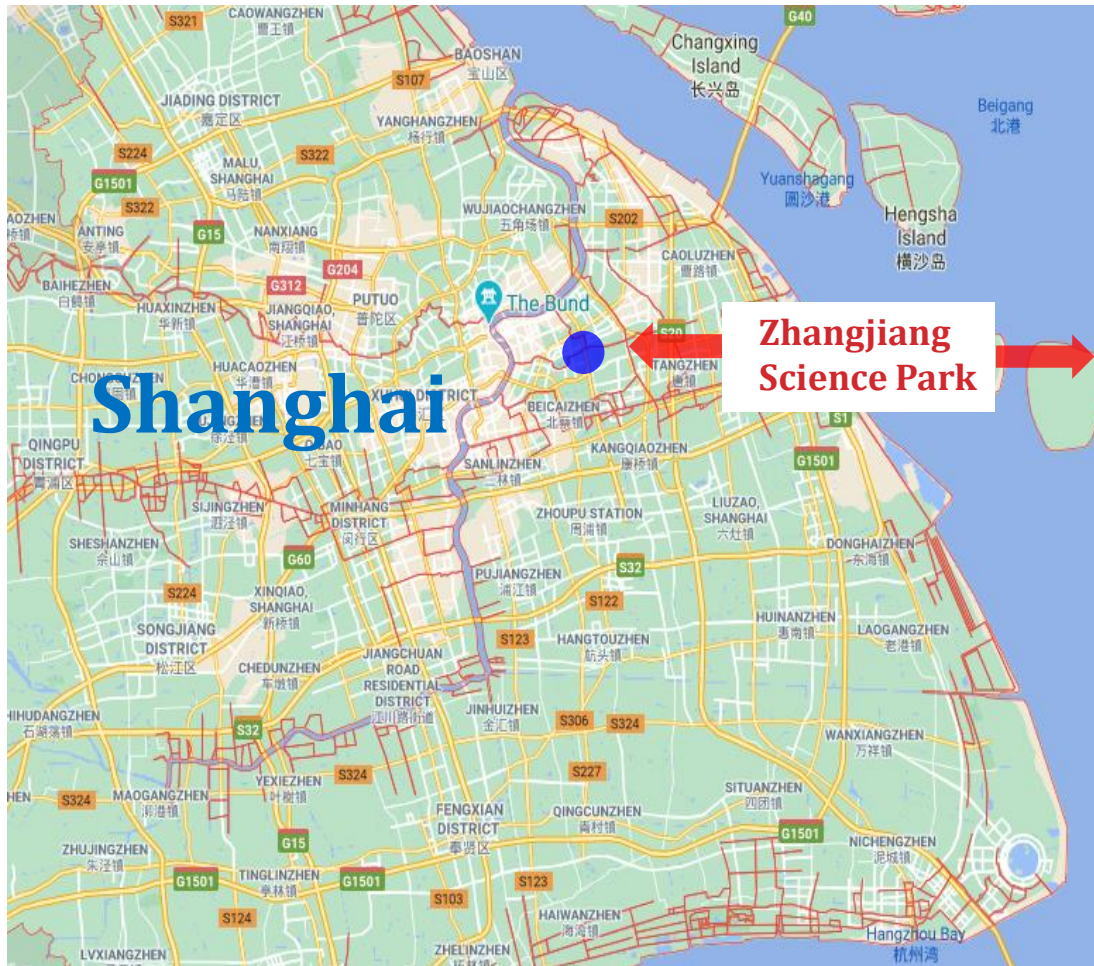 S321
CAOWANGZHEN
曹王镇
G40
BAOSHAN
宝山区
Changxing
Island
长兴岛
S107
JIADING DISTRICT
嘉定区
YANGHANGZHEN
杨行镇
Beigang
北港
S224
S322
MALU,
SHANGHAI
马陆镇
G1501
S322
Yuanshagang
圆沙港
WUJIAOCHANGZHEN
五角场镇
S202
Hengsha
Island
横沙岛
ANTING
安亭镇
G15
NANXIANG
南翔镇
G204
CAOLUZHEN
曹路镇
BAIHEZHEN
白鹤镇
G312
HUAXINZHEN
华新镇
JIANGQIAO,
SHANGHAI
江桥镇
PUTUO
普陀区
The Bund
S20
Zhangjiang
Science Park
HUACAOZHEN
华漕镇
TANGZHEN
唐镇
Shanghai
XUHUI DISTRICT
BEICAIZHEN
北蔡镇
S1
QINGPU
DISTRICT
青浦区
QIBAO
七宝镇
KANGQIAOZHEN
康桥镇
SANLINZHEN
三林镇
G1501
SIJINGZHEN
泗泾镇
MINHANG
DISTRICT
闵行区
ZHOUPU STATION
周浦镇
LIUZAO,
SHANGHAI
六灶镇
SHESHANZHEN
佘山镇
G60
DONGHAIZHEN
东海镇
PUJIANGZHEN
浦江镇
S32
S224
XINQIAO,
SHANGHAI
新桥镇
S122
HUINANZHEN
惠南镇
SONGJIANG
DISTRICT
松江区
S123
HANGTOUZHEN
航头镇
LAOGANGZHEN
老港镇
CHEDUNZHEN
车墩镇
JIANGCHUAN
ROAD
RESIDENTIAL
DISTRICT
江川路街道
JINHUIZHEN
金汇镇
IHUDANGZHEN
石湖荡镇
S32
S306
S324
WANXIANGZHEN
万祥镇
S324
MAOGANGZHEN
泖港镇
YEXIEZHEN
叶榭镇
S324
S227
SITUANZHEN
四团镇
FENGXIAN
DISTRICT
奉贤区
QINGCUNZHEN
青村镇
G1501
G15
NICHENGZHEN
泥城镇
ZHUJINGZHEN
朱泾镇
G1501
TINGLINZHEN
亭林镇
G1501
S123
S103
S124
HAIWANZHEN
海湾镇
Hangzhou Bay
杭州湾
LVXIANGZHEN
ZHELINZHEN